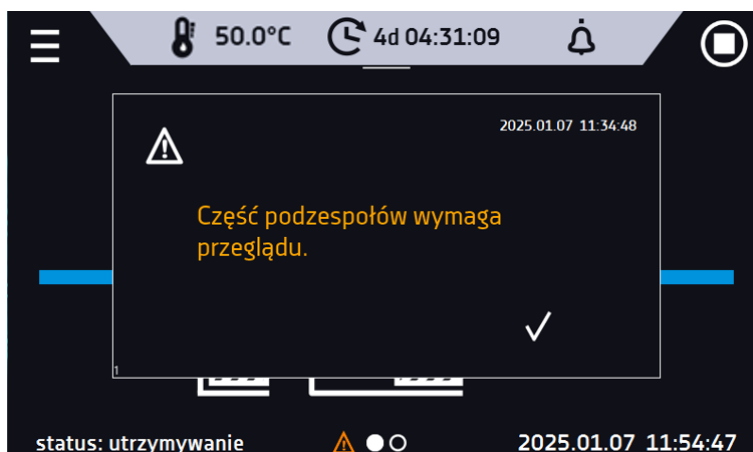 50.0°C 4d 04:31:09
2025.01.07 11:34:48
Część podzespołów wymaga
przeglądu.
1
status: utrzymywanie 2025.01.07 11:54:47